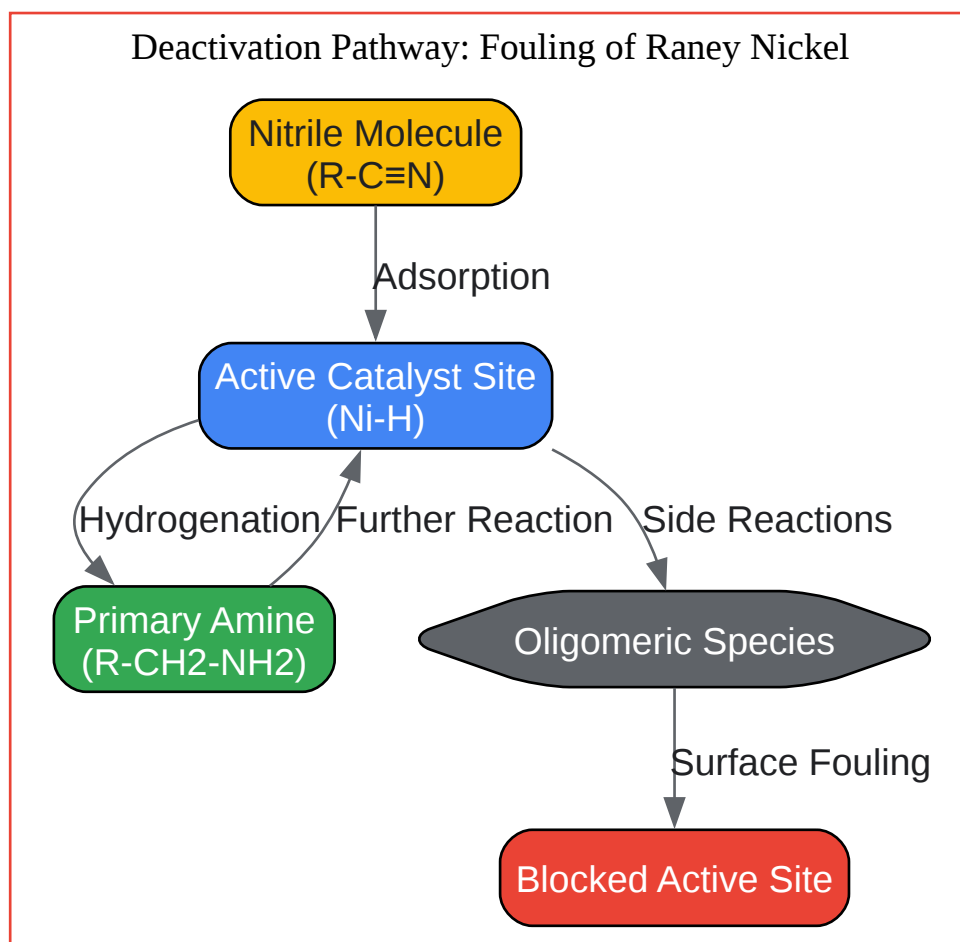 Deactivation Pathway: Fouling of Raney Nickel
Nitrile Molecule
(R-C≡N)
Adsorption
Active Catalyst Site
(Ni-H)
Hydrogenation
Further Reaction
Side Reactions
Primary Amine
(R-CH2-NH2)
Oligomeric Species
Surface Fouling
Blocked Active Site